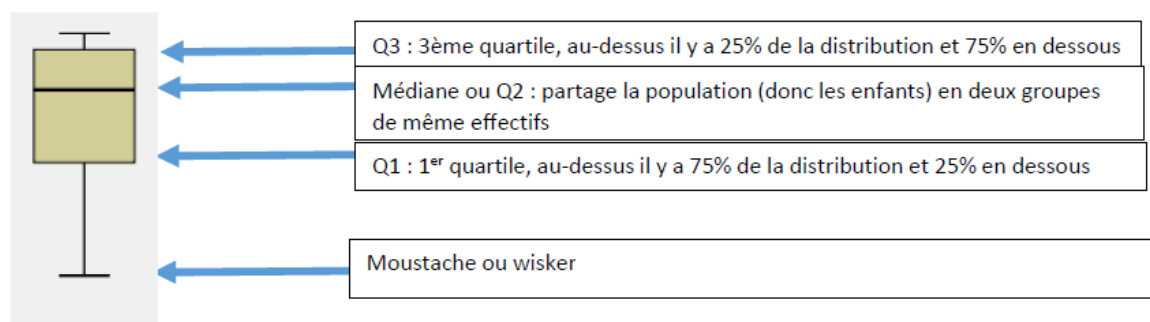 Q3 : 3ème quartile, au-dessus il y a 25% de la distribution et 75% en dessous
Médiane ou Q2 : partage la population (donc les enfants) en deux groupes
de même effectifs
Q1 : 1er quartile, au-dessus il y a 75% de la distribution et 25% en dessous
Moustache ou wisker